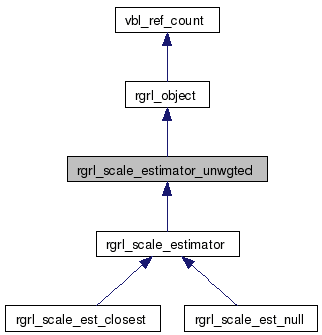 vbl_ref_count
rgrl_object
rgrl_scale_estimator_unwgted
rgrl_scale_estimator
rgrl_scale_est_closest
rgrl_scale_est_null